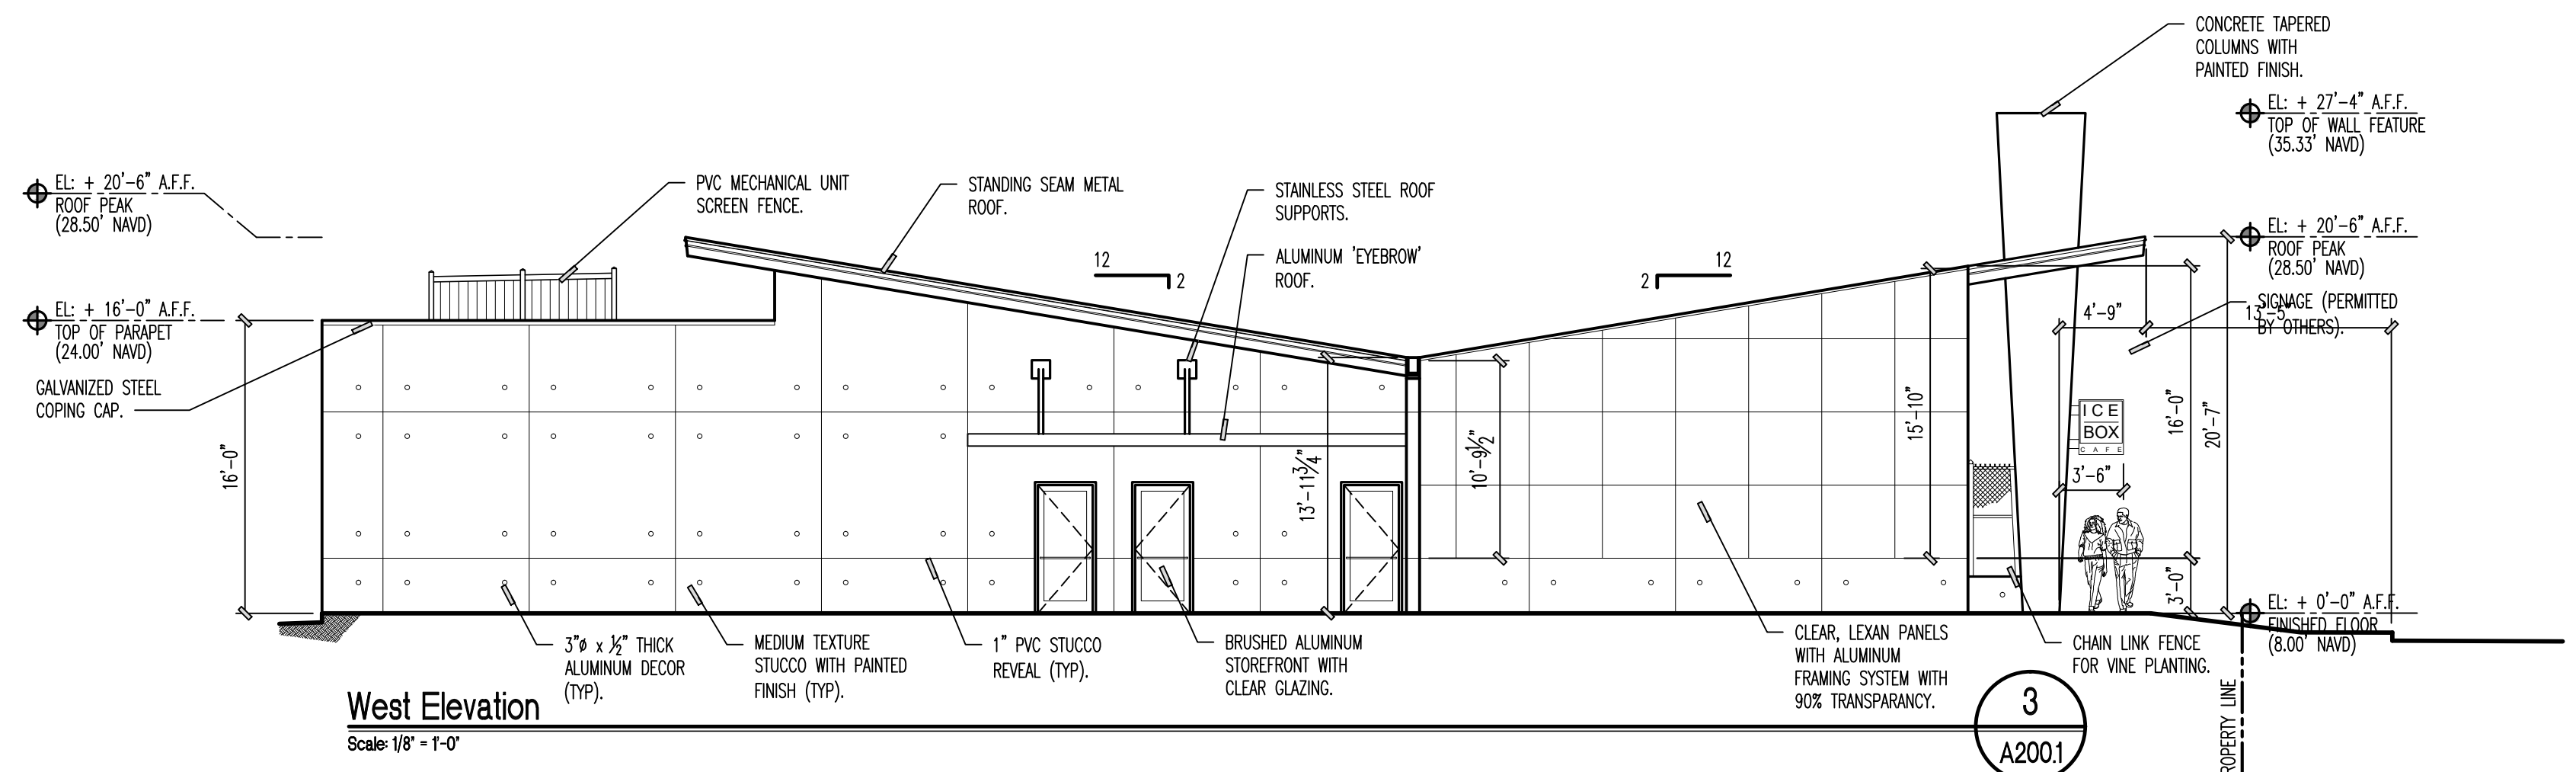 CONCRETE TAPERED
COLUMNS WITH
PAINTED FINISH.
EL: + 27'-4" A.F.F.
TOP OF WALL FEATURE
(35.33' NAVD)
EL: + 20'-6" A.F.F.
ROOF PEAK
(28.50' NAVD)
PVC MECHANICAL UNIT
SCREEN FENCE.
STANDING SEAM METAL
ROOF.
STAINLESS STEEL ROOF
SUPPORTS.
ALUMINUM 'EYEBROW'
ROOF.
12
2
12
2
EL: + 20'-6" A.F.F.
ROOF PEAK
(28.50' NAVD)
EL: + 16'-0" A.F.F.
TOP OF PARAPET
(24.00' NAVD)
SIGNAGE (PERMITTED
BY OTHERS).
4'-9"
13'-5"
GALVANIZED STEEL
COPING CAP.
16'-0"
13'-11¾"
10'-9½"
15'-10"
16'-0"
20'-7"
ICE
BOX
CAFE
3'-6"
3'-0"
EL: + 0'-0" A.F.F.
FINISHED FLOOR
(8.00' NAVD)
3"ø x ½" THICK
ALUMINUM DECOR
(TYP).
MEDIUM TEXTURE
STUCCO WITH PAINTED
FINISH (TYP).
1" PVC STUCCO
REVEAL (TYP).
BRUSHED ALUMINUM
STOREFRONT WITH
CLEAR GLAZING.
CLEAR, LEXAN PANELS
WITH ALUMINUM
FRAMING SYSTEM WITH
90% TRANSPARANCY.
CHAIN LINK FENCE
FOR VINE PLANTING.
ROPERTY LINE
West Elevation
Scale: 1/8" = 1'-0"
3
A200.1